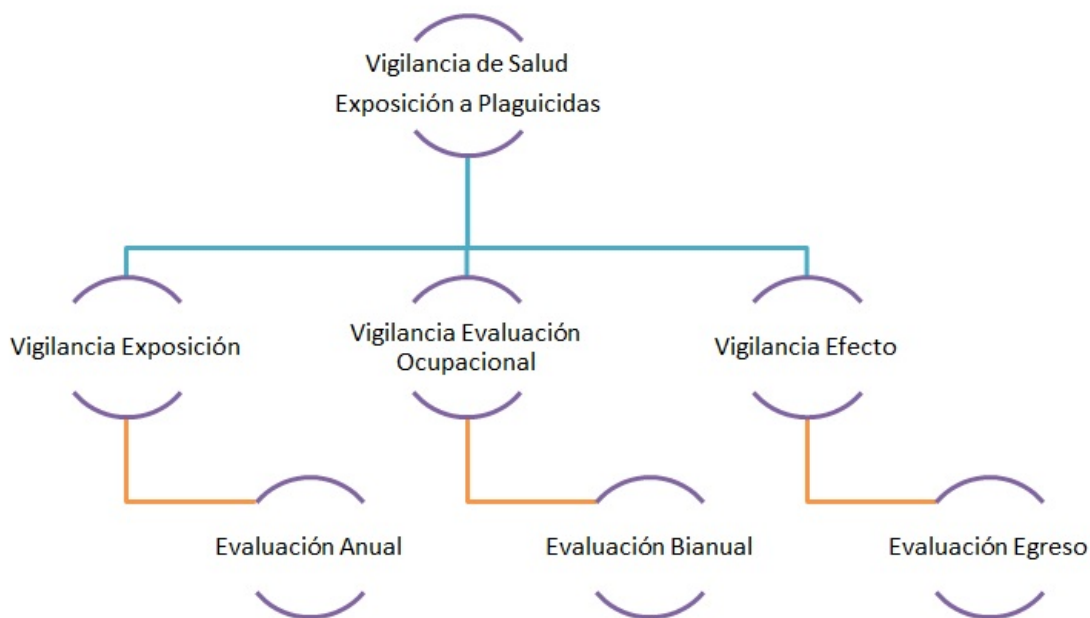 Vigilancia de Salud
Exposición a Plaguicidas
Vigilancia Exposición
Vigilancia Evaluación
Ocupacional
Vigilancia Efecto
Evaluación Anual
Evaluación Bianual
Evaluación Egreso